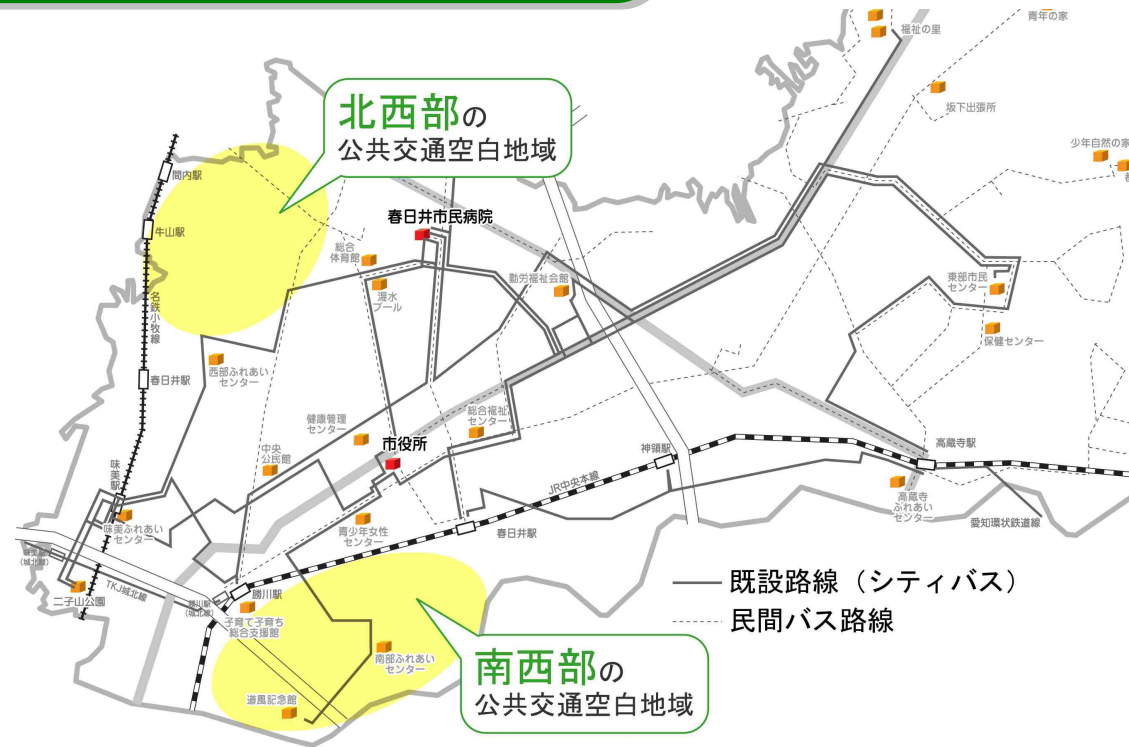 青年の家
福祉の里
坂下出張所
少年自然の家
北西部の
公共交通空白地域
間内駅
牛山駅
名鉄小牧線
春日井駅
味美駅
春日井市民病院
総合
体育館
温水
プール
勤労福祉会館
東部市民
センター
保健センター
西部ふれあい
センター
健康管理
センター
中央
公民館
市役所
総合福祉
センター
神領駅
高蔵寺駅
JR中央本線
高蔵寺
ふれあい
センター
愛知環状鉄道線
味美ふれあい
センター
青少年女性
センター
春日井駅
味美駅
(城北線)
TKJ城北線
二子山公園
勝川駅
勝川駅
(城北線)
子育て子育ち
総合支援館
南部ふれあい
センター
道風記念館
南西部の
公共交通空白地域
既設路線(シティバス)
民間バス路線